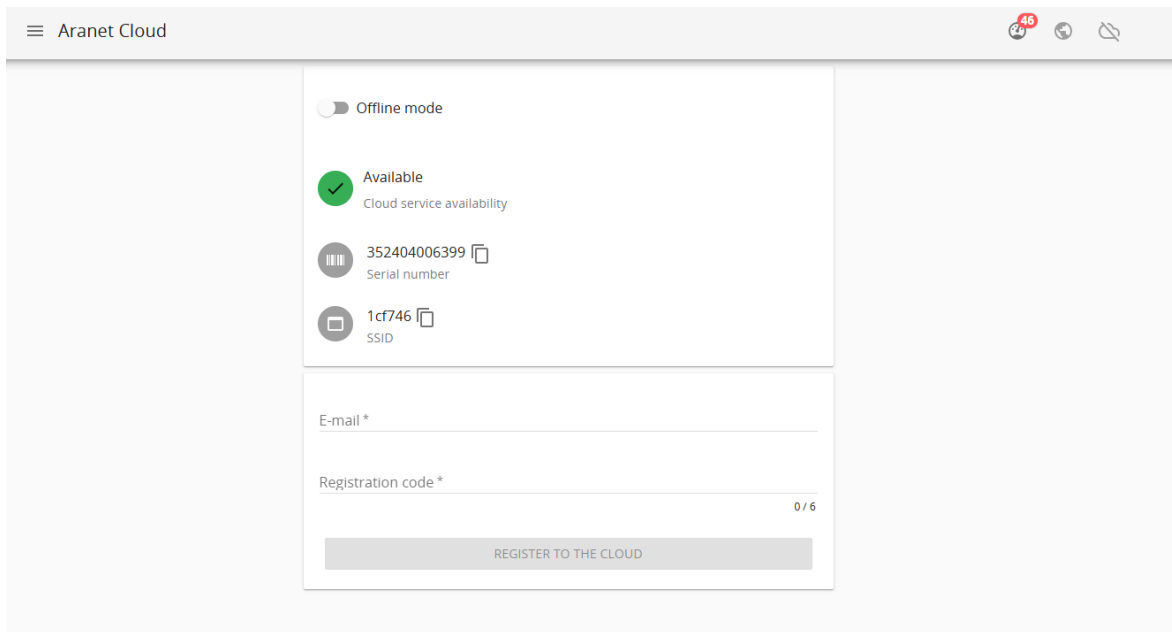 Aranet Cloud
46
Offline mode
Available
Cloud service availability
352404006399
Serial number
1cf746
SSID
E-mail *
Registration code *
0 / 6
REGISTER TO THE CLOUD